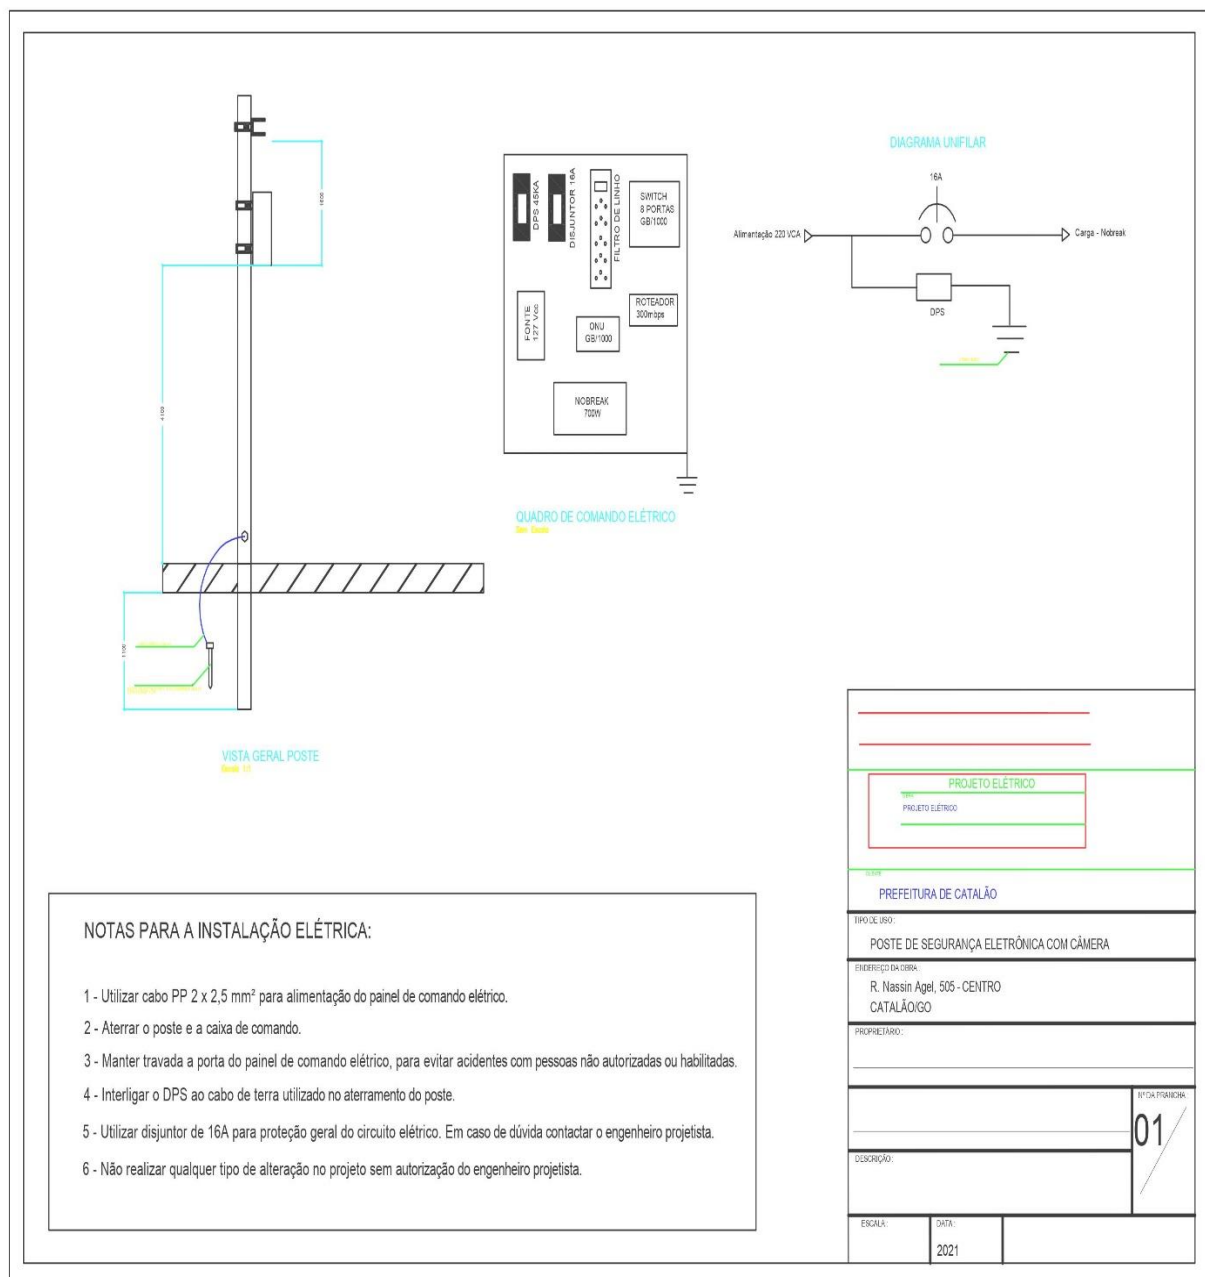 DIAGRAMA UNIFILAR
16A
Alimentação 220 VCA
Carga - Nobreak
DPS
DPS 45KA
DISJUNTOR 16A
FILTRO DE LINHO
SWITCH
8 PORTAS
GB/1000
FONTE
127 Vcc
ONU
GB/1000
ROTEADOR
300mbps
NOBREAK
700W
QUADRO DE COMANDO ELÉTRICO
Sem Escala
1100
VISTA GERAL POSTE
Escala 1:1
NOTAS PARA A INSTALAÇÃO ELÉTRICA:
1 - Utilizar cabo PP 2 x 2,5 mm² para alimentação do painel de comando elétrico.
2 - Aterrar o poste e a caixa de comando.
3 - Manter travada a porta do painel de comando elétrico, para evitar acidentes com pessoas não autorizadas ou habilitadas.
4 - Interligar o DPS ao cabo de terra utilizado no aterramento do poste.
5 - Utilizar disjuntor de 16A para proteção geral do circuito elétrico. Em caso de dúvida contactar o engenheiro projetista.
6 - Não realizar qualquer tipo de alteração no projeto sem autorização do engenheiro projetista.
PROJETO ELÉTRICO
PROJETO ELÉTRICO
PREFEITURA DE CATALÃO
TIPO DE USO:
POSTE DE SEGURANÇA ELETRÔNICA COM CÂMERA
ENDEREÇO DA OBRA:
R. Nassin Agel, 505 - CENTRO
CATALÃO/GO
PROPRIETÁRIO:
Nº DA PRANCHA
01
DESCRIÇÃO:
ESCALA:
DATA:
2021